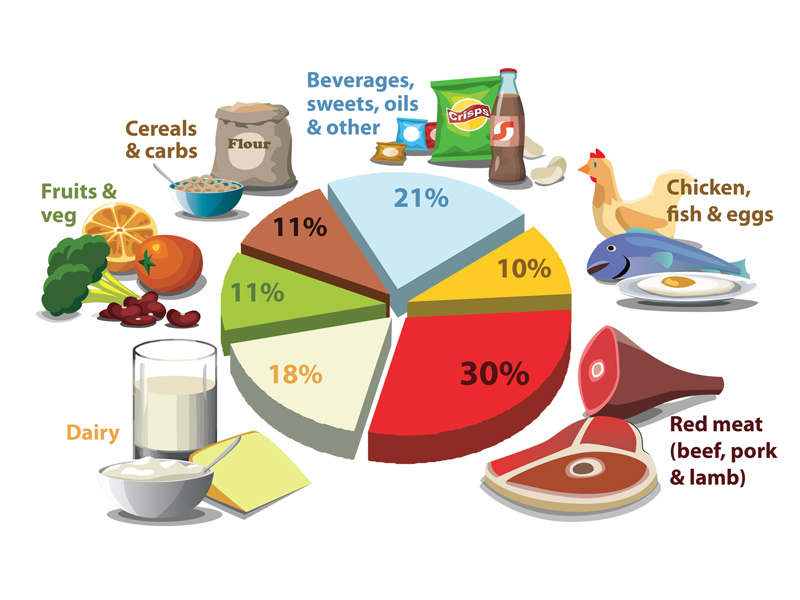 Beverages,
sweets, oils
& other
Crisps
Cereals
& carbs
Flour
Fruits &
veg
Chicken,
fish & eggs
21%
11%
10%
11%
18%
30%
Dairy
Red meat
(beef, pork
& lamb)